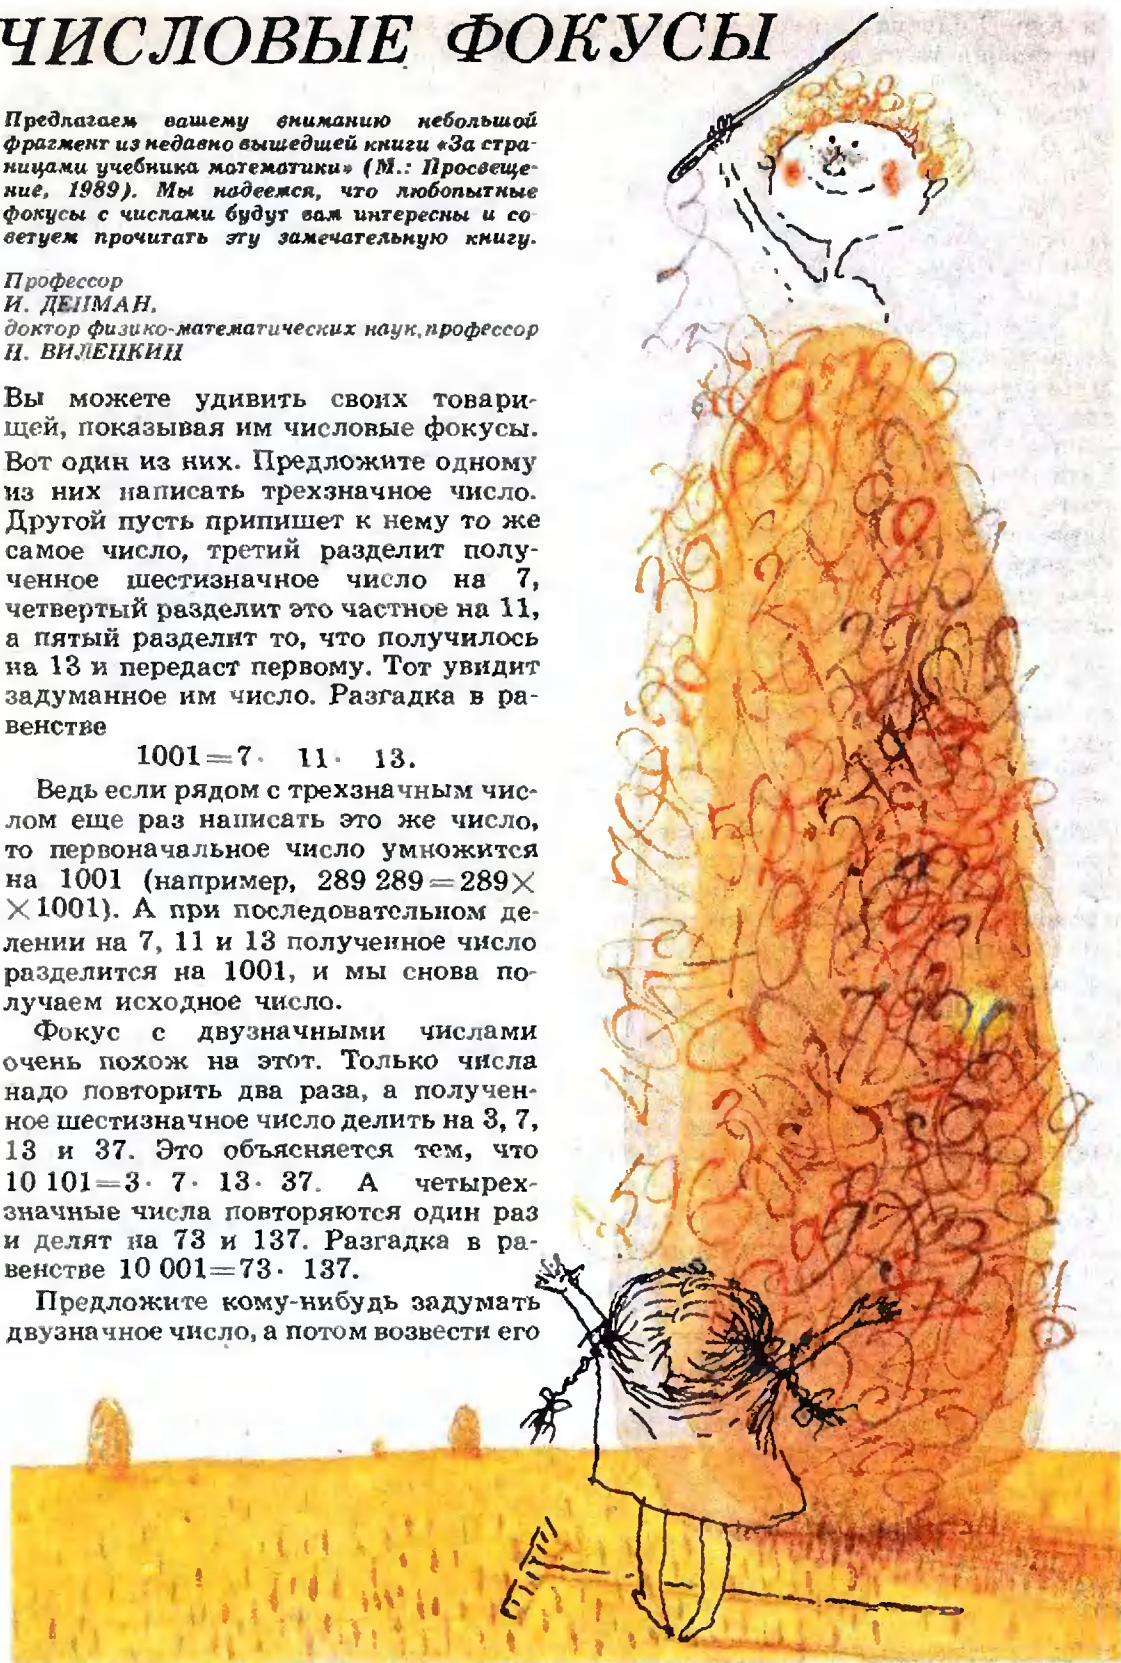 ЧИСЛОВЫЕ ФОКУСЫ
Предлагаем вашему вниманию небольшой
фрагмент из недавно вышедшей книги «За стра-
ницами учебника математики» (М.: Просвеще-
ние, 1989). Мы надеемся, что любопытные
фокусы с числами будут вам интересны и со
ветуем прочитать эту замечательную книгу.
Профессор
И. ДЕПМАН,
доктор физико-математических наук, профессор
Н. ВИЛЕНКИН
Вы можете удивить своих товари-
щей, показывая им числовые фокусы.
Вот один из них. Предложите одному
из них написать трехзначное число.
Другой пусть припишет к нему то же
самое число, третий разделит полу-
ченное шестизначное число на 7,
четвертый разделит это частное на 11,
а пятый разделит то, что получилось
на 13 и передаст первому. Тот увидит
задуманное им число. Разгадка в ра-
венстве
1001=7· 11· 13.
Ведь если рядом с трехзначным чис-
лом еще раз написать это же число,
то первоначальное число умножится
на 1001 (например, 289 289=289×
×1001). А при последовательном де-
лении на 7, 11 и 13 полученное число
разделится на 1001, и мы снова по-
лучаем исходное число.
Фокус с двузначными числами
очень похож на этот. Только числа
надо повторить два раза, а получен-
ное шестизначное число делить на 3, 7,
13 и 37. Это объясняется тем, что
10 101=3· 7· 13· 37. А четырех-
значные числа повторяются один раз
и делят на 73 и 137. Разгадка в ра-
венстве 10 001=73· 137.
Предложите кому-нибудь задумать
двузначное число, а потом возвести его